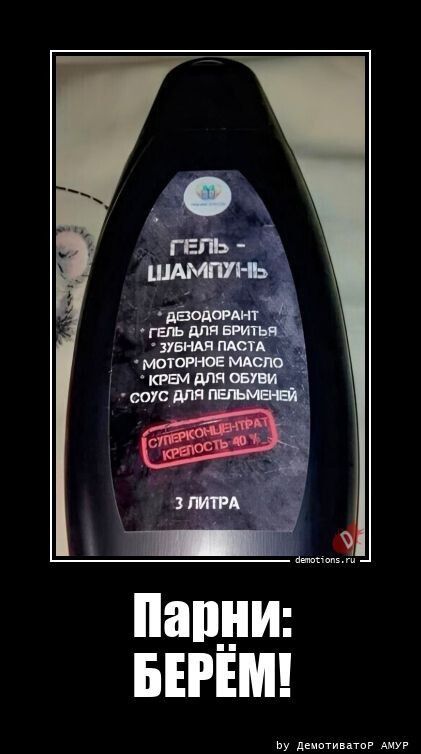 ГЕЛЬ -
ШАМПУНЬ
* ДЕЗОДОРАНТ
* ГЕЛЬ ДЛЯ БРИТЬЯ
* ЗУБНАЯ ПАСТА
* МОТОРНОЕ МАСЛО
* КРЕМ ДЛЯ ОБУВИ
* СОУС ДЛЯ ПЕЛЬМЕНЕЙ
СУПЕРКОНЦЕНТРАТ
КРЕПОСТЬ 40 %
3 ЛИТРА
demotions.ru
Парни:
БЕРЁМ!
by ДемотиватоР АМУР